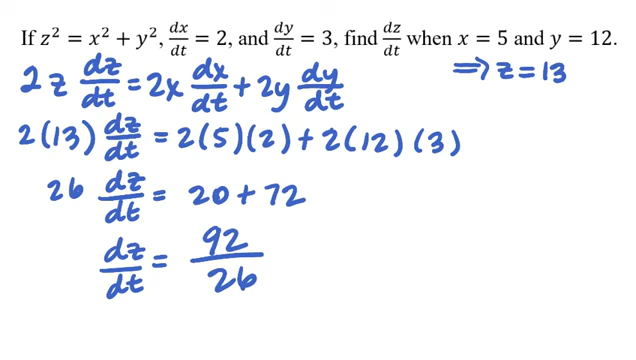 If z² = x² + y², dx/dt = 2, and dy/dt = 3, find dz/dt when x = 5 and y = 12.
⟹ z = 13
2z dz/dt = 2x dx/dt + 2y dy/dt
2(13) dz/dt = 2(5)(2) + 2(12)(3)
26 dz/dt = 20 + 72
dz/dt = 92/26